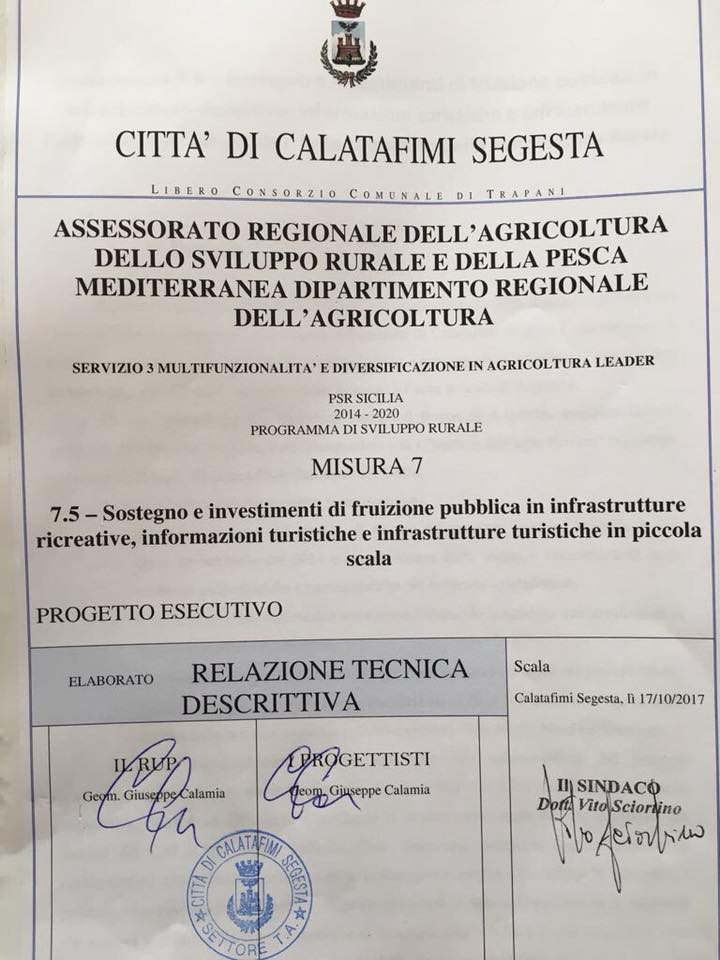 CITTA' DI CALATAFIMI SEGESTA
LIBERO CONSORZIO COMUNALE DI TRAPANI
ASSESSORATO REGIONALE DELL'AGRICOLTURA
DELLO SVILUPPO RURALE E DELLA PESCA
MEDITERRANEA DIPARTIMENTO REGIONALE
DELL'AGRICOLTURA
SERVIZIO 3 MULTIFUNZIONALITA' E DIVERSIFICAZIONE IN AGRICOLTURA LEADER
PSR SICILIA
2014 - 2020
PROGRAMMA DI SVILUPPO RURALE
MISURA 7
7.5 – Sostegno e investimenti di fruizione pubblica in infrastrutture
ricreative, informazioni turistiche e infrastrutture turistiche in piccola
scala
PROGETTO ESECUTIVO
ELABORATO RELAZIONE TECNICA
DESCRITTIVA
Scala
Calatafimi Segesta, lì 17/10/2017
IL RUP
Geom. Giuseppe Calamia
I PROGETTISTI
Geom. Giuseppe Calamia
Il SINDACO
Dott. Vito Sciortino
Vito Sciortino
CITTÀ DI CALATAFIMI SEGESTA
SETTORE T.A.